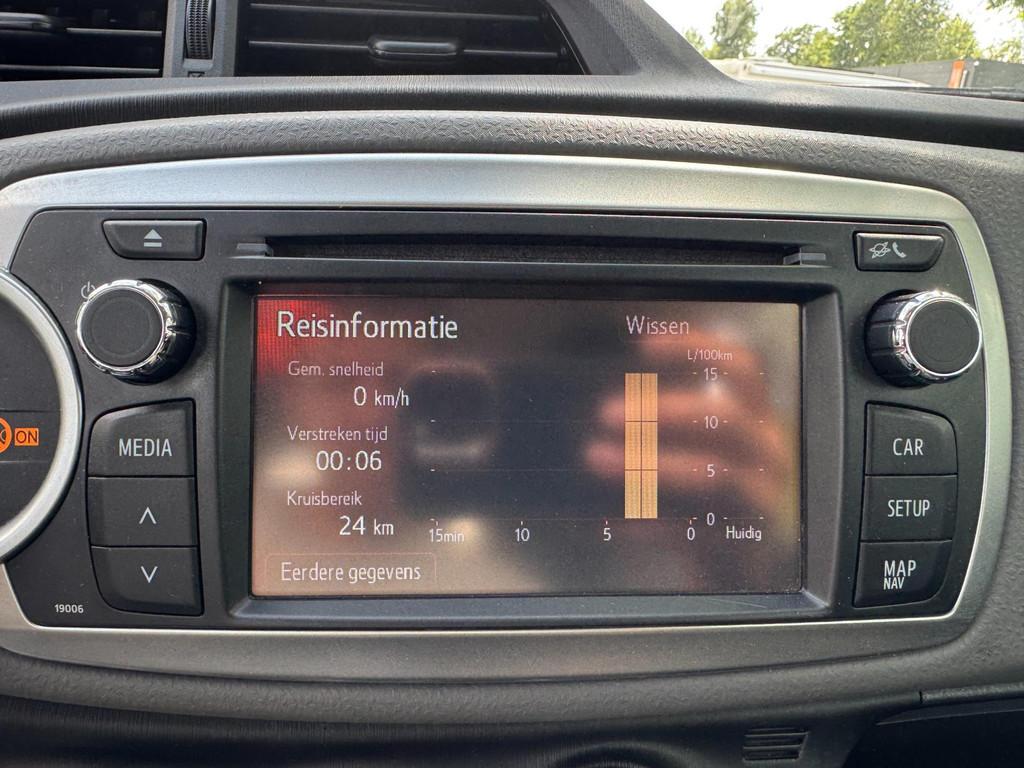 Reisinformatie
Wissen
Gem. snelheid
0 km/h
Verstreken tijd
00:06
Kruisbereik
24 km
L/100km
15
10
5
0
15min 10 5 0 Huidig
Eerdere gegevens
ON
MEDIA
19006
CAR
SETUP
MAP
NAV